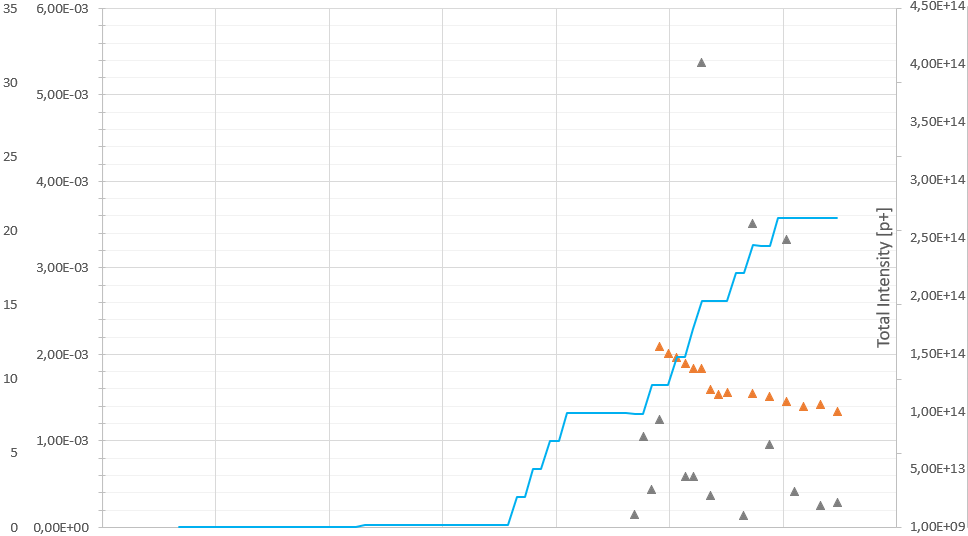 35
30
25
20
15
10
5
0
6,00E-03
5,00E-03
4,00E-03
3,00E-03
2,00E-03
1,00E-03
0,00E+00
Total Intensity [p+]
4,50E+14
4,00E+14
3,50E+14
3,00E+14
2,50E+14
2,00E+14
1,50E+14
1,00E+14
5,00E+13
1,00E+09